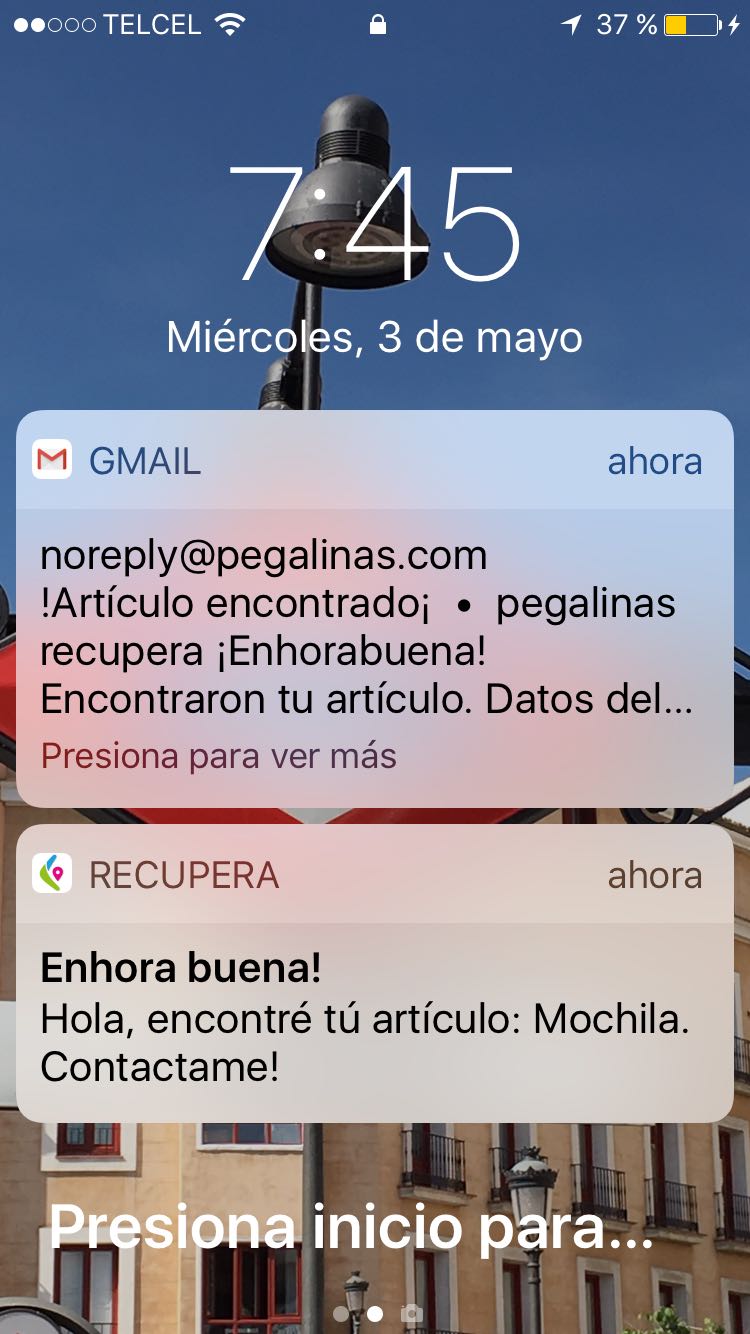 TELCEL 37 %
7:45
Miércoles, 3 de mayo
GMAIL ahora
noreply@pegalinas.com
!Artículo encontrado¡ • pegalinas
recupera ¡Enhorabuena!
Encontraron tu artículo. Datos del...
Presiona para ver más
RECUPERA ahora
Enhora buena!
Hola, encontré tú artículo: Mochila.
Contactame!
Presiona inicio para...